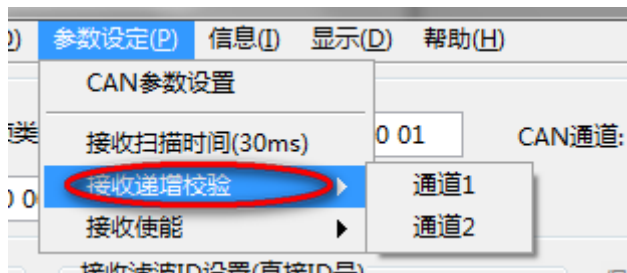 参数设定(P) 信息(I) 显示(D) 帮助(H)
CAN参数设置
接收扫描时间(30ms)
0 01 CAN通道:
接收递增校验 通道1
接收使能 通道2